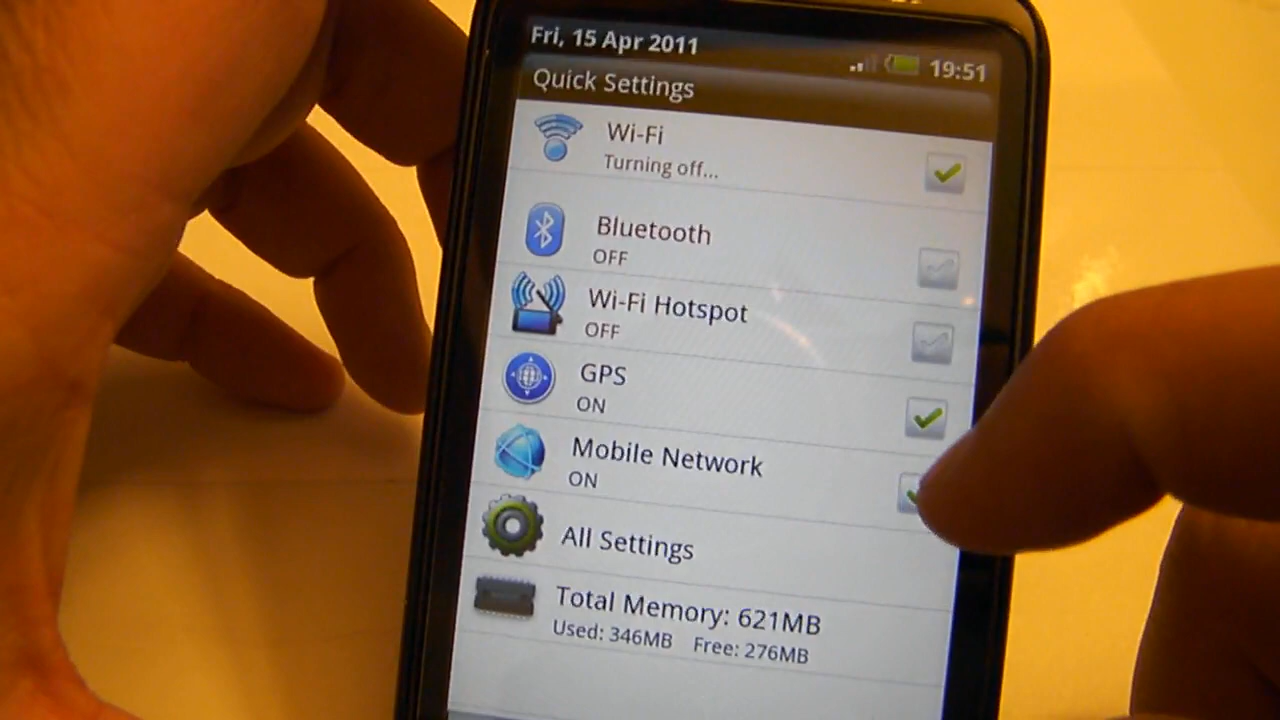 Fri, 15 Apr 2011
19:51
Quick Settings
Wi-Fi
Turning off...
Bluetooth
OFF
Wi-Fi Hotspot
OFF
GPS
ON
Mobile Network
ON
All Settings
Total Memory: 621MB
Used: 346MB Free: 276MB